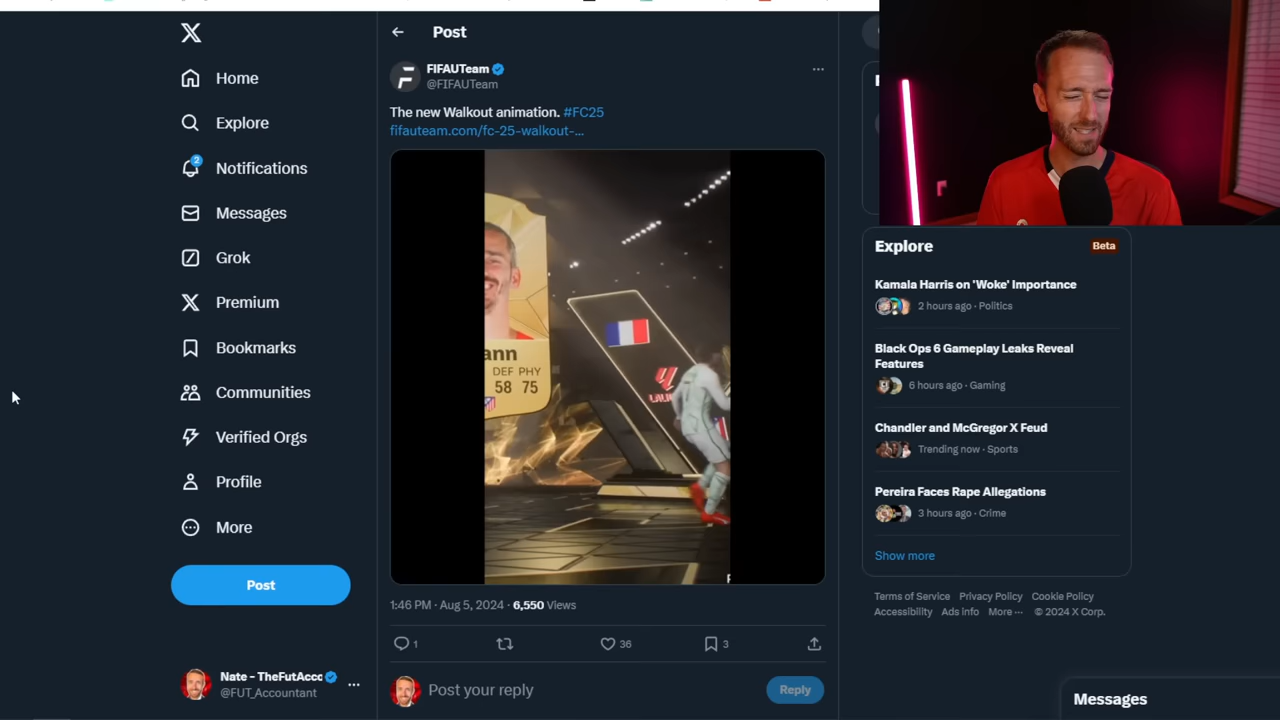 Home
Explore
2
Notifications
Messages
Grok
Premium
Bookmarks
Communities
Verified Orgs
Profile
More
Post
Nate - TheFutAcc
@FUT_Accountant
Post
FIFAUTeam
@FIFAUTeam
The new Walkout animation. #FC25
fifauteam.com/fc-25-walkout-...
ann
DEF PHY
58 75
1:46 PM · Aug 5, 2024 · 6,550 Views
1
36
3
Post your reply
Reply
Explore
Beta
Kamala Harris on 'Woke' Importance
2 hours ago · Politics
Black Ops 6 Gameplay Leaks Reveal
Features
6 hours ago · Gaming
Chandler and McGregor X Feud
Trending now · Sports
Pereira Faces Rape Allegations
3 hours ago · Crime
Show more
Terms of Service Privacy Policy Cookie Policy
Accessibility Ads info More ··· © 2024 X Corp.
Messages